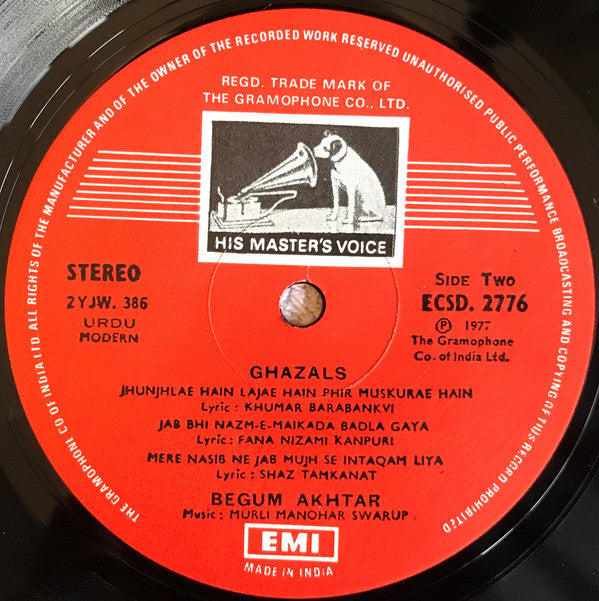 THE GRAMOPHONE CO OF INDIA LTD. ALL RIGHTS OF THE MANUFACTURER AND OF THE OWNER OF THE RECORDED WORK RESERVED UNAUTHORISED PUBLIC PERFORMANCE BROADCASTING AND COPYING OF THIS RECORD PROHIBITED
REGD. TRADE MARK OF
THE GRAMOPHONE CO., LTD.
HIS MASTER'S VOICE
STEREO
2YJW. 386
URDU
MODERN
SIDE TWO
ECSD. 2776
Ⓟ 1977
The Gramophone
Co. of India Ltd.
GHAZALS
JHUNJHLAE HAIN LAJAE HAIN PHIR MUSKURAE HAIN
Lyric : KHUMAR BARABANKVI
JAB BHI NAZM-E-MAIKADA BADLA GAYA
Lyric : FANA NIZAMI KANPURI
MERE NASIB NE JAB MUJH SE INTAQAM LIYA
Lyric : SHAZ TAMKANAT
BEGUM AKHTAR
Music : MURLI MANOHAR SWARUP
EMI
MADE IN INDIA